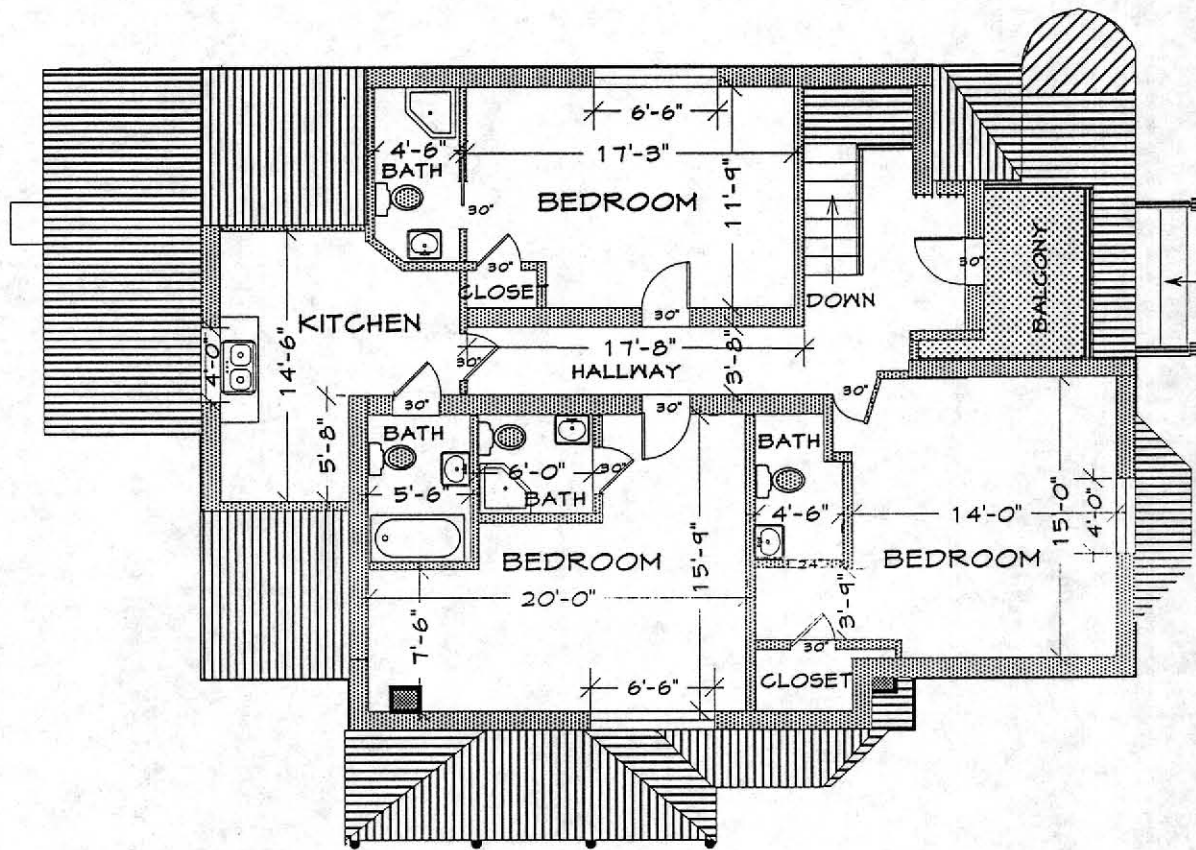 6'-6"
4'-6"
BATH
17'-3"
11'-9"
BEDROOM
30"
30"
CLOSET
30"
DOWN
30"
BALCONY
KITCHEN
14'-6"
4'-0"
5'-8"
30"
17'-8"
HALLWAY
3'-8"
30"
30"
30"
BATH
5'-6"
6'-0"
BATH
30"
BATH
4'-6"
14'-0"
15'-0"
4'-0"
BEDROOM
15'-9"
BEDROOM
20'-0"
7'-6"
6'-6"
24"
3'-9"
30"
CLOSET